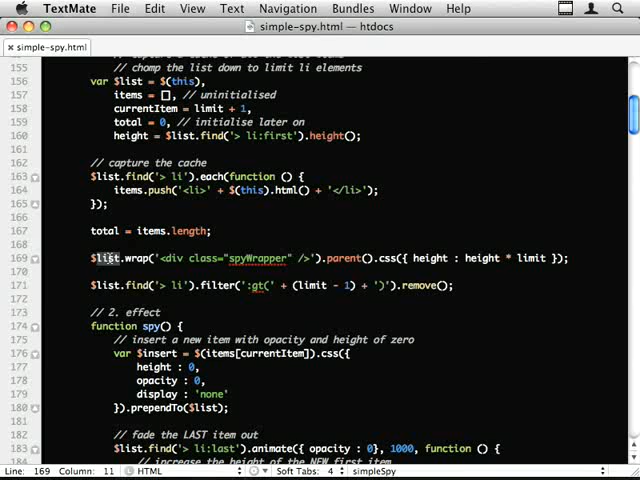 TextMate File Edit View Text Navigation Bundles Window Help
simple-spy.html — htdocs
× simple-spy.html
155 // chomp the list down to limit li elements
156 var $list = $(this),
157 items = [], // uninitialised
158 currentItem = limit + 1,
159 total = 0, // initialise later on
160 height = $list.find('> li:first').height();
161
162 // capture the cache
163 $list.find('> li').each(function () {
164 items.push('<li>' + $(this).html() + '</li>');
165 });
166
167 total = items.length;
168
169 $list.wrap('<div class="spyWrapper" />').parent().css({ height : height * limit });
170
171 $list.find('> li').filter(':gt(' + (limit - 1) + ')').remove();
172
173 // 2. effect
174 function spy() {
175 // insert a new item with opacity and height of zero
176 var $insert = $(items[currentItem]).css({
177 height : 0,
178 opacity : 0,
179 display : 'none'
180 }).prependTo($list);
181
182 // fade the LAST item out
183 $list.find('> li:last').animate({ opacity : 0}, 1000, function () {
// increase the height of the NEW first item
Line: 169 Column: 11 HTML Soft Tabs: 4 simpleSpy